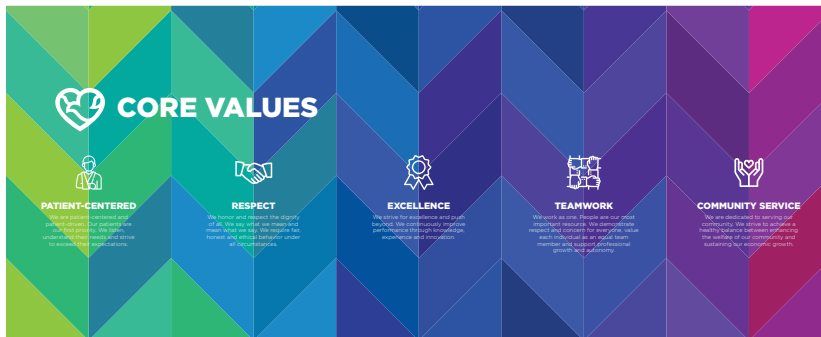 CORE VALUES
PATIENT-CENTERED
We are patient-centered and
patient-driven. Our patients are
our first priority. We listen,
understand their needs and strive
to exceed their expectations.
RESPECT
We honor and respect the dignity
of all. We say what we mean and
mean what we say. We require fair,
honest and ethical behavior under
all circumstances.
EXCELLENCE
We strive for excellence and push
beyond. We continuously improve
performance through knowledge,
experience and innovation.
TEAMWORK
We work as one. People are our most
important resource. We demonstrate
respect and concern for everyone, value
each individual as an equal team
member and support professional
growth and autonomy.
COMMUNITY SERVICE
We are dedicated to serving our
community. We strive to achieve a
healthy balance between enhancing
the welfare of our community and
sustaining our economic growth.